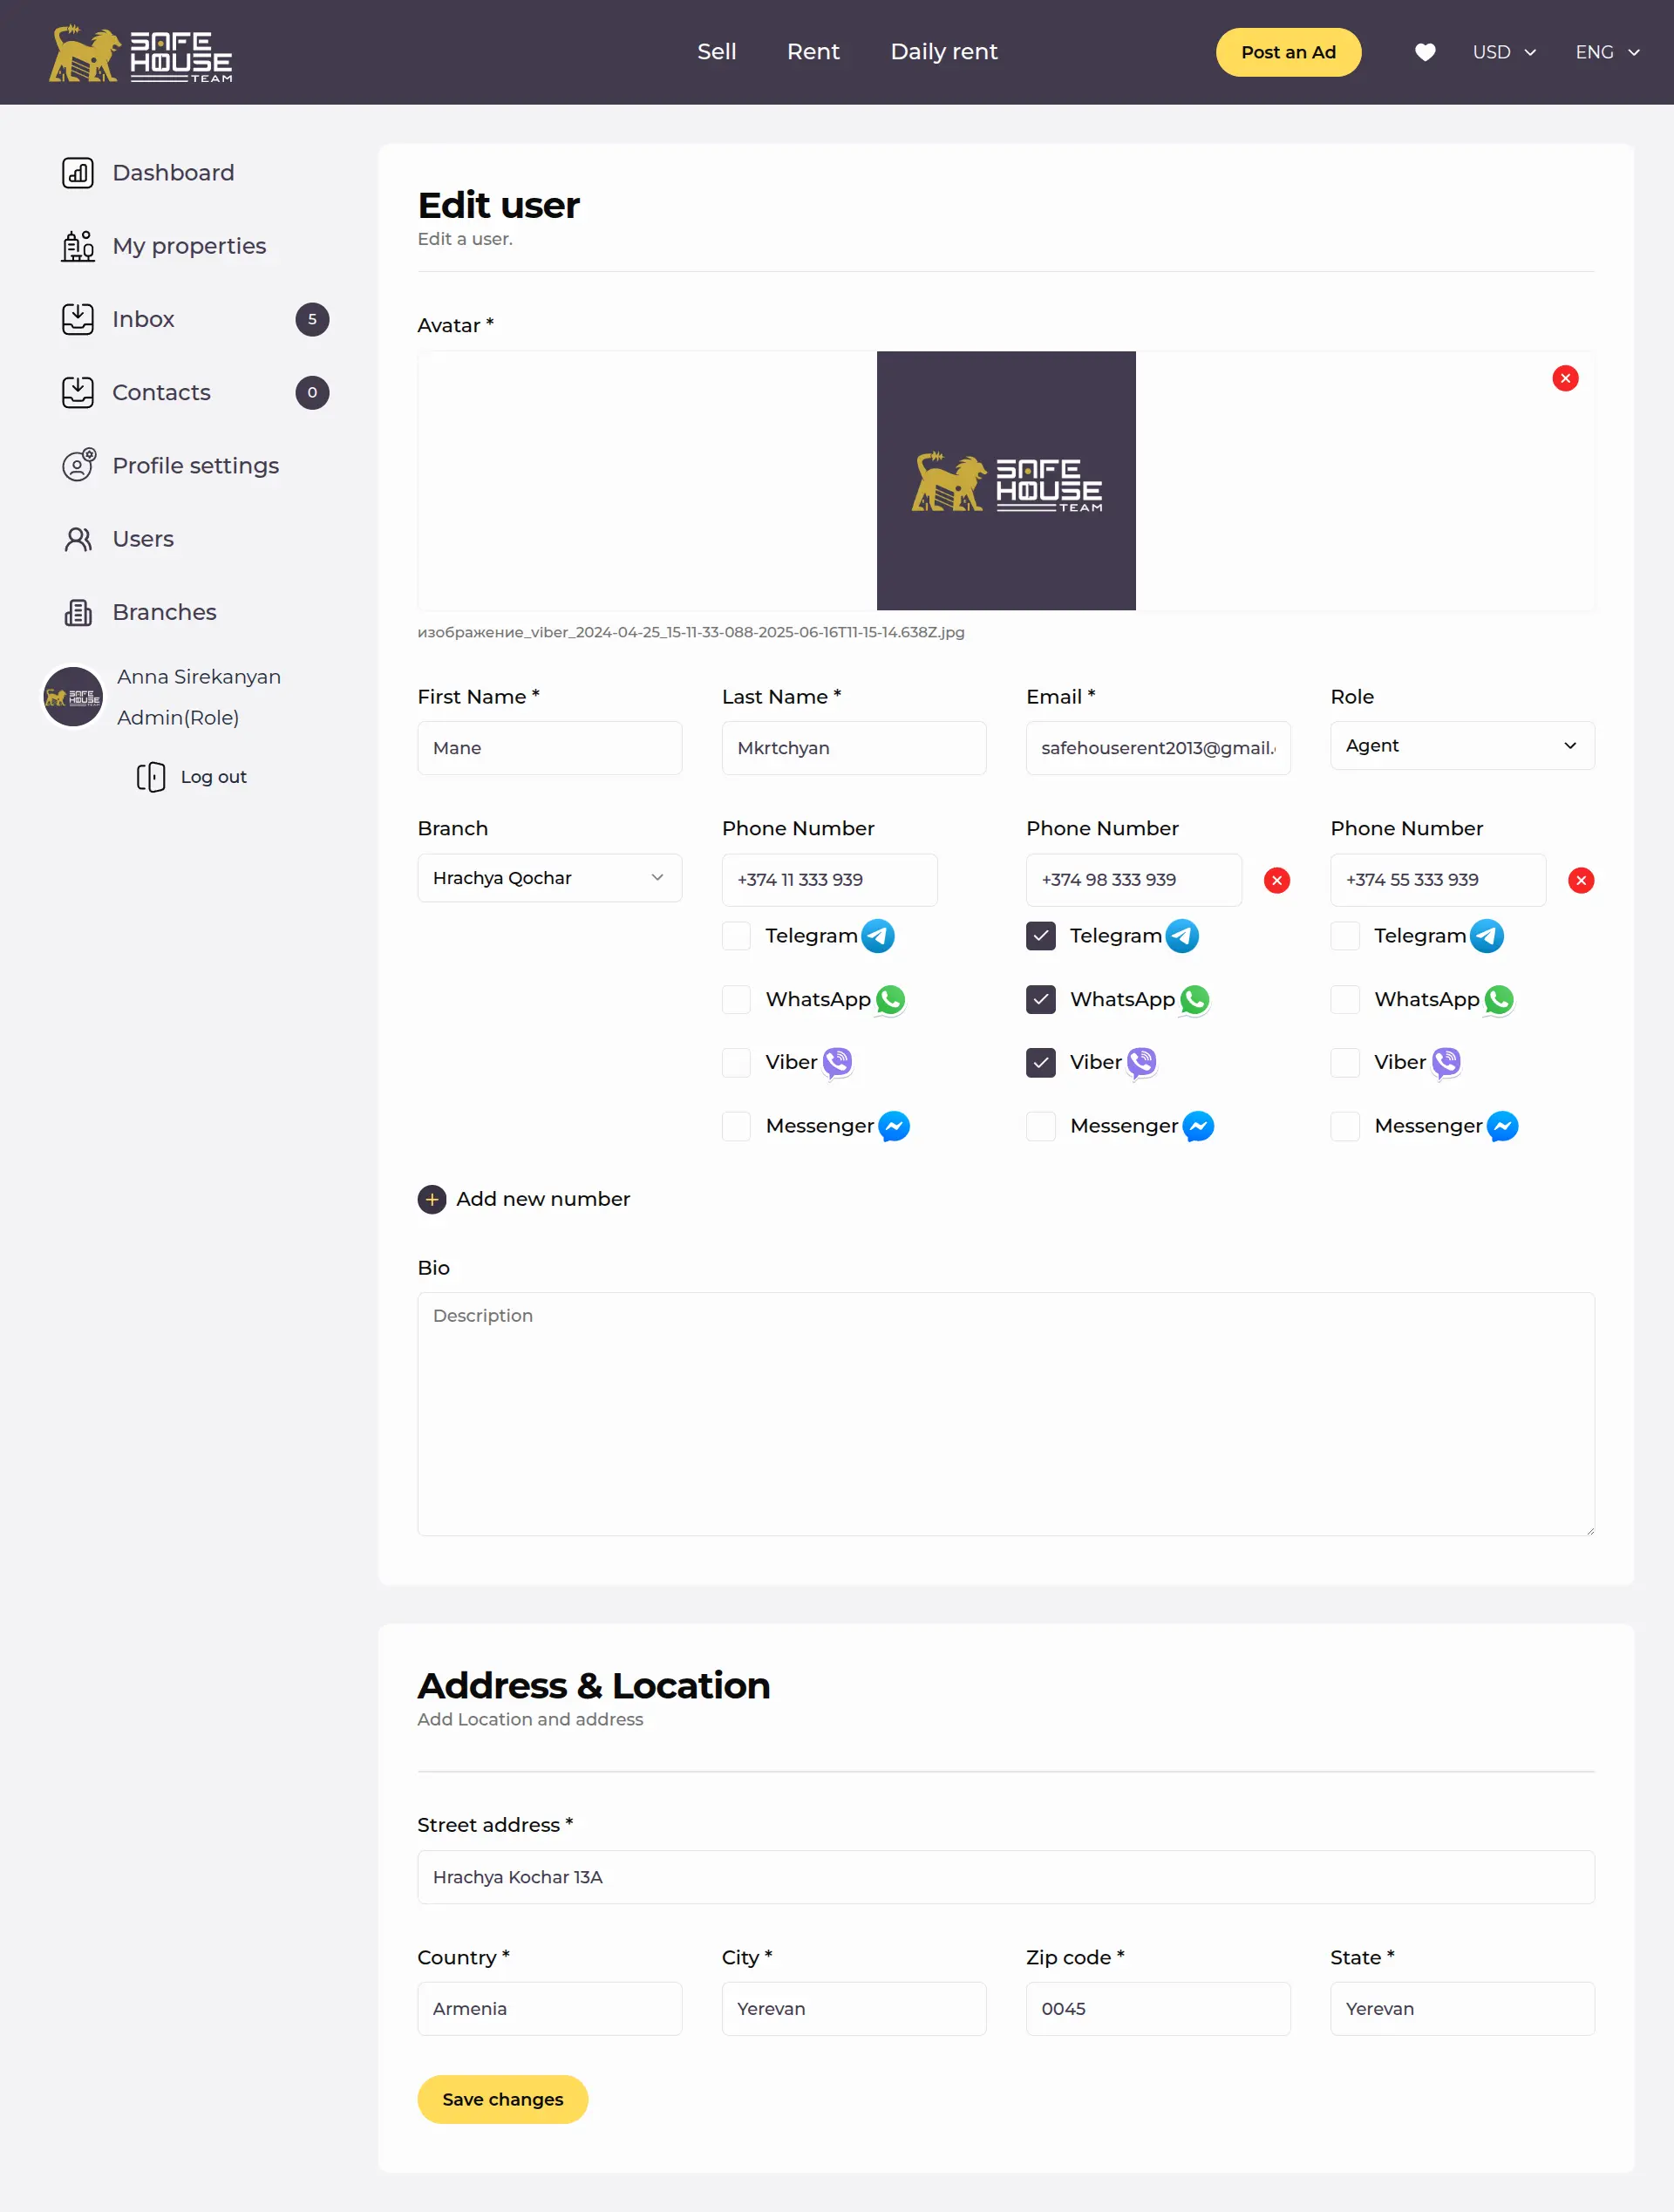 SAFE
HOUSE
TEAM
Sell
Rent
Daily rent
Post an Ad
USD
ENG
Dashboard
My properties
Inbox
5
Contacts
0
Profile settings
Users
Branches
Anna Sirekanyan
Admin(Role)
Log out
Edit user
Edit a user.
Avatar *
SAFE
HOUSE
TEAM
изображение_viber_2024-04-25_15-11-33-088-2025-06-16T11-15-14.638Z.jpg
First Name *
Last Name *
Email *
Role
Mane
Mkrtchyan
safehouserent2013@gmail.
Agent
Branch
Phone Number
Phone Number
Phone Number
Hrachya Qochar
+374 11 333 939
+374 98 333 939
+374 55 333 939
Telegram
Telegram
Telegram
WhatsApp
WhatsApp
WhatsApp
Viber
Viber
Viber
Messenger
Messenger
Messenger
Add new number
Bio
Description
Address & Location
Add Location and address
Street address *
Hrachya Kochar 13A
Country *
City *
Zip code *
State *
Armenia
Yerevan
0045
Yerevan
Save changes